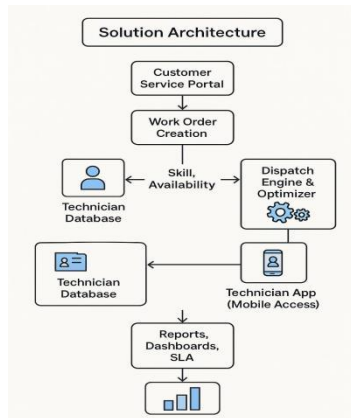 Solution Architecture
Customer
Service Portal
Work Order
Creation
Skill,
Availability
Technician
Database
Dispatch
Engine &
Optimizer
Technician
Database
Technician App
(Mobile Access)
Reports,
Dashboards,
SLA